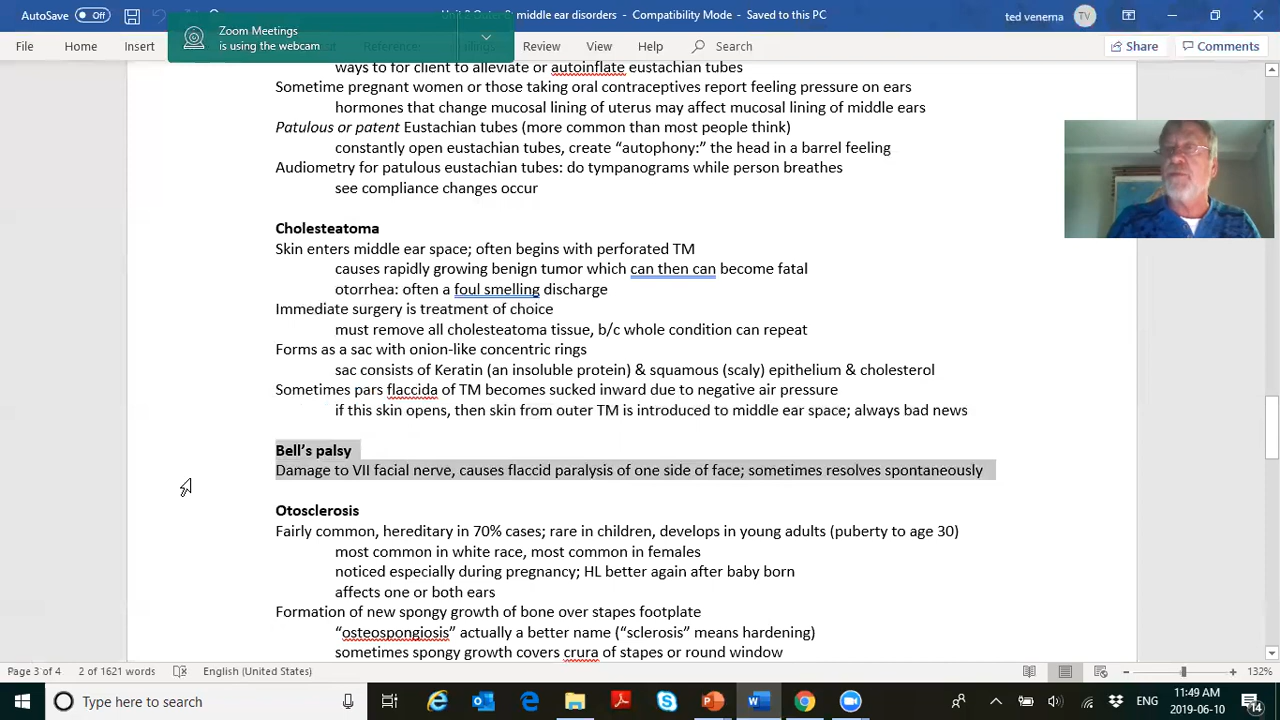 AutoSave Off
Unit 2 Outer & middle ear disorders - Compatibility Mode - Saved to this PC
ted venema TV
Zoom Meetings
is using the webcam
File Home Insert Reference Mailings Review View Help Search Share Comments
ways to for client to alleviate or autoinflate eustachian tubes
Sometime pregnant women or those taking oral contraceptives report feeling pressure on ears
hormones that change mucosal lining of uterus may affect mucosal lining of middle ears
Patulous or patent Eustachian tubes (more common than most people think)
constantly open eustachian tubes, create “autophony:” the head in a barrel feeling
Audiometry for patulous eustachian tubes: do tympanograms while person breathes
see compliance changes occur
Cholesteatoma
Skin enters middle ear space; often begins with perforated TM
causes rapidly growing benign tumor which can then can become fatal
otorrhea: often a foul smelling discharge
Immediate surgery is treatment of choice
must remove all cholesteatoma tissue, b/c whole condition can repeat
Forms as a sac with onion-like concentric rings
sac consists of Keratin (an insoluble protein) & squamous (scaly) epithelium & cholesterol
Sometimes pars flaccida of TM becomes sucked inward due to negative air pressure
if this skin opens, then skin from outer TM is introduced to middle ear space; always bad news
Bell’s palsy
Damage to VII facial nerve, causes flaccid paralysis of one side of face; sometimes resolves spontaneously
Otosclerosis
Fairly common, hereditary in 70% cases; rare in children, develops in young adults (puberty to age 30)
most common in white race, most common in females
noticed especially during pregnancy; HL better again after baby born
affects one or both ears
Formation of new spongy growth of bone over stapes footplate
“osteospongiosis” actually a better name (“sclerosis” means hardening)
sometimes spongy growth covers crura of stapes or round window
Page 3 of 4 2 of 1621 words English (United States) 132%
Type here to search
ENG
11:49 AM
2019-06-10
14